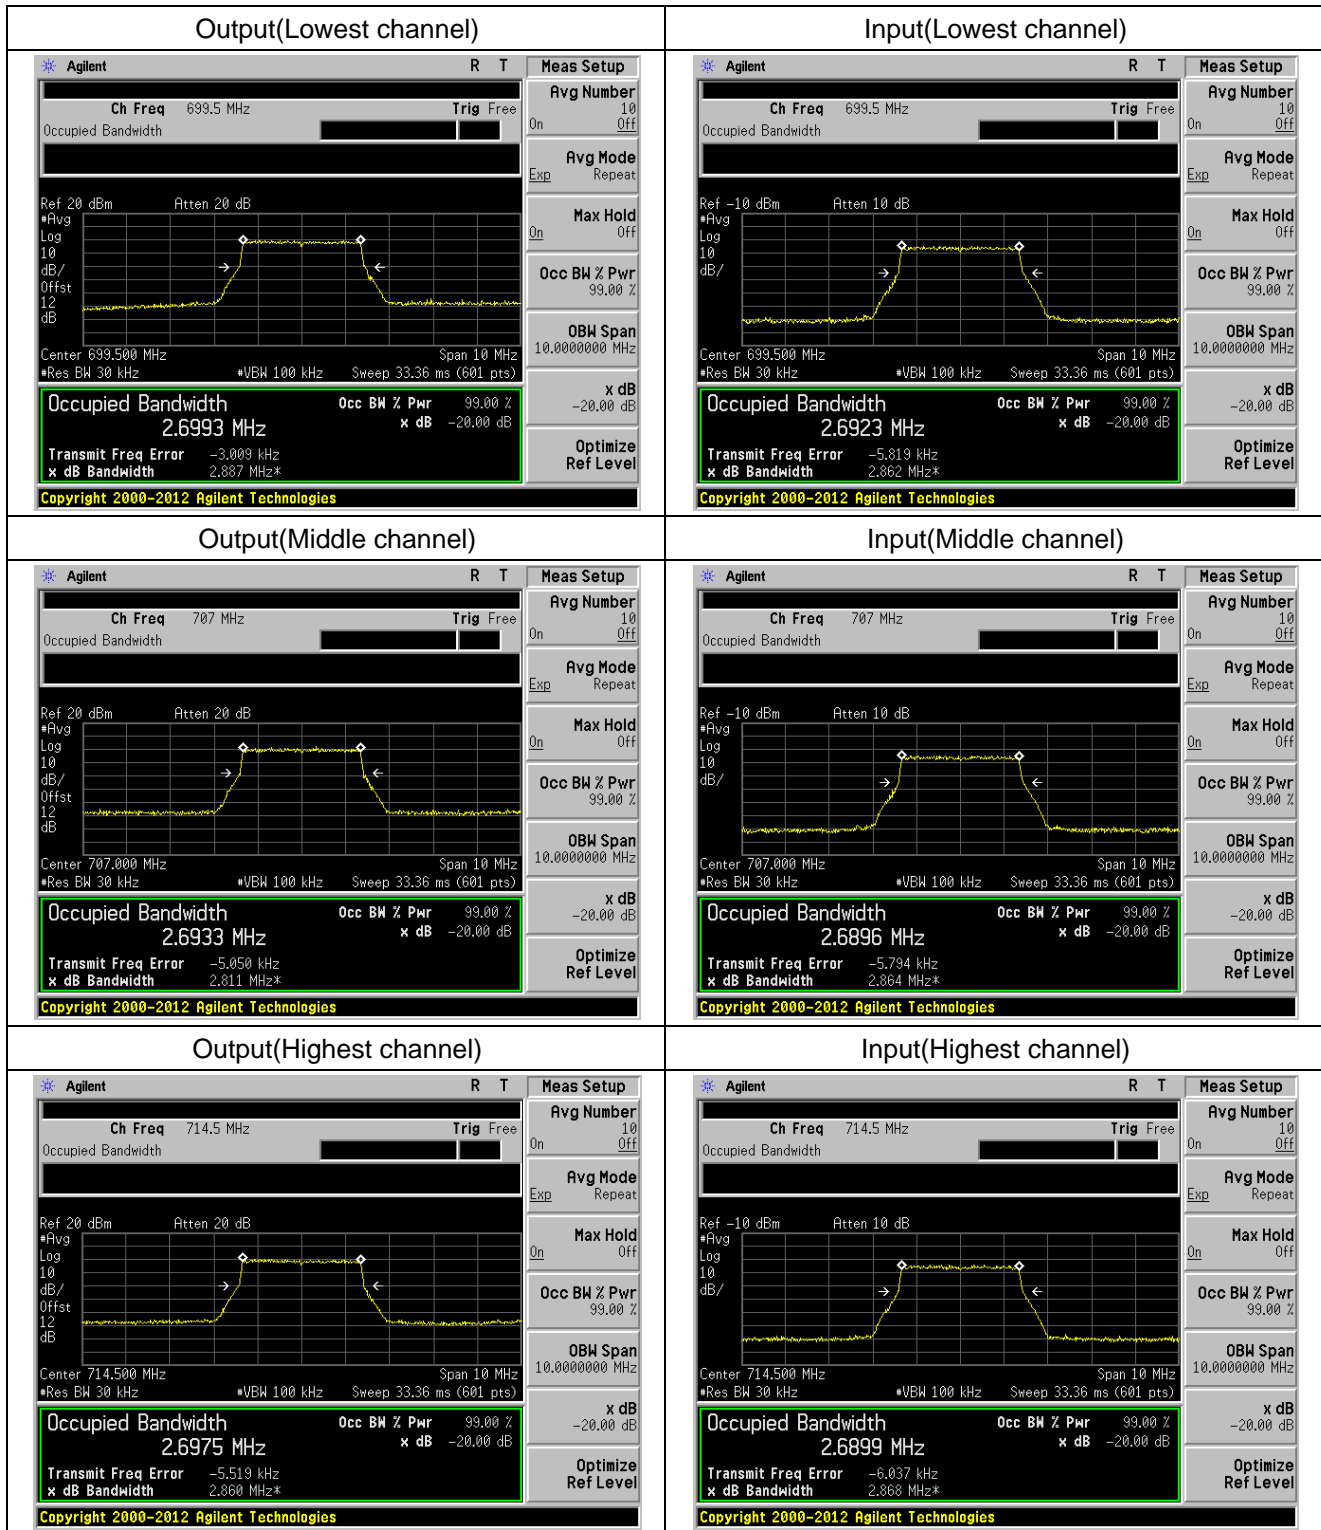 Output(Lowest channel)
Agilent R T Meas Setup
Ch Freq 699.5 MHz Trig Free
Occupied Bandwidth
Avg Number
10
On Off
Avg Mode
Exp Repeat
Ref 20 dBm Atten 20 dB
#Avg
Log
10
dB/
Offst
12
dB
Max Hold
On Off
Occ BW % Pwr
99.00 %
OBW Span
10.0000000 MHz
Center 699.500 MHz Span 10 MHz
#Res BW 30 kHz #VBW 100 kHz Sweep 33.36 ms (601 pts)
x dB
-20.00 dB
Occupied Bandwidth Occ BW % Pwr 99.00 %
2.6993 MHz x dB -20.00 dB
Optimize
Ref Level
Transmit Freq Error -3.009 kHz
x dB Bandwidth 2.887 MHz*
Copyright 2000-2012 Agilent Technologies
Input(Lowest channel)
Agilent R T Meas Setup
Ch Freq 699.5 MHz Trig Free
Occupied Bandwidth
Avg Number
10
On Off
Avg Mode
Exp Repeat
Ref -10 dBm Atten 10 dB
#Avg
Log
10
dB/
Max Hold
On Off
Occ BW % Pwr
99.00 %
OBW Span
10.0000000 MHz
Center 699.500 MHz Span 10 MHz
#Res BW 30 kHz #VBW 100 kHz Sweep 33.36 ms (601 pts)
x dB
-20.00 dB
Occupied Bandwidth Occ BW % Pwr 99.00 %
2.6923 MHz x dB -20.00 dB
Optimize
Ref Level
Transmit Freq Error -5.819 kHz
x dB Bandwidth 2.862 MHz*
Copyright 2000-2012 Agilent Technologies
Output(Middle channel)
Agilent R T Meas Setup
Ch Freq 707 MHz Trig Free
Occupied Bandwidth
Avg Number
10
On Off
Avg Mode
Exp Repeat
Ref 20 dBm Atten 20 dB
#Avg
Log
10
dB/
Offst
12
dB
Max Hold
On Off
Occ BW % Pwr
99.00 %
OBW Span
10.0000000 MHz
Center 707.000 MHz Span 10 MHz
#Res BW 30 kHz #VBW 100 kHz Sweep 33.36 ms (601 pts)
x dB
-20.00 dB
Occupied Bandwidth Occ BW % Pwr 99.00 %
2.6933 MHz x dB -20.00 dB
Optimize
Ref Level
Transmit Freq Error -5.050 kHz
x dB Bandwidth 2.811 MHz*
Copyright 2000-2012 Agilent Technologies
Input(Middle channel)
Agilent R T Meas Setup
Ch Freq 707 MHz Trig Free
Occupied Bandwidth
Avg Number
10
On Off
Avg Mode
Exp Repeat
Ref -10 dBm Atten 10 dB
#Avg
Log
10
dB/
Max Hold
On Off
Occ BW % Pwr
99.00 %
OBW Span
10.0000000 MHz
Center 707.000 MHz Span 10 MHz
#Res BW 30 kHz #VBW 100 kHz Sweep 33.36 ms (601 pts)
x dB
-20.00 dB
Occupied Bandwidth Occ BW % Pwr 99.00 %
2.6896 MHz x dB -20.00 dB
Optimize
Ref Level
Transmit Freq Error -5.794 kHz
x dB Bandwidth 2.864 MHz*
Copyright 2000-2012 Agilent Technologies
Output(Highest channel)
Agilent R T Meas Setup
Ch Freq 714.5 MHz Trig Free
Occupied Bandwidth
Avg Number
10
On Off
Avg Mode
Exp Repeat
Ref 20 dBm Atten 20 dB
#Avg
Log
10
dB/
Offst
12
dB
Max Hold
On Off
Occ BW % Pwr
99.00 %
OBW Span
10.0000000 MHz
Center 714.500 MHz Span 10 MHz
#Res BW 30 kHz #VBW 100 kHz Sweep 33.36 ms (601 pts)
x dB
-20.00 dB
Occupied Bandwidth Occ BW % Pwr 99.00 %
2.6975 MHz x dB -20.00 dB
Optimize
Ref Level
Transmit Freq Error -5.519 kHz
x dB Bandwidth 2.860 MHz*
Copyright 2000-2012 Agilent Technologies
Input(Highest channel)
Agilent R T Meas Setup
Ch Freq 714.5 MHz Trig Free
Occupied Bandwidth
Avg Number
10
On Off
Avg Mode
Exp Repeat
Ref -10 dBm Atten 10 dB
#Avg
Log
10
dB/
Max Hold
On Off
Occ BW % Pwr
99.00 %
OBW Span
10.0000000 MHz
Center 714.500 MHz Span 10 MHz
#Res BW 30 kHz #VBW 100 kHz Sweep 33.36 ms (601 pts)
x dB
-20.00 dB
Occupied Bandwidth Occ BW % Pwr 99.00 %
2.6899 MHz x dB -20.00 dB
Optimize
Ref Level
Transmit Freq Error -6.037 kHz
x dB Bandwidth 2.868 MHz*
Copyright 2000-2012 Agilent Technologies